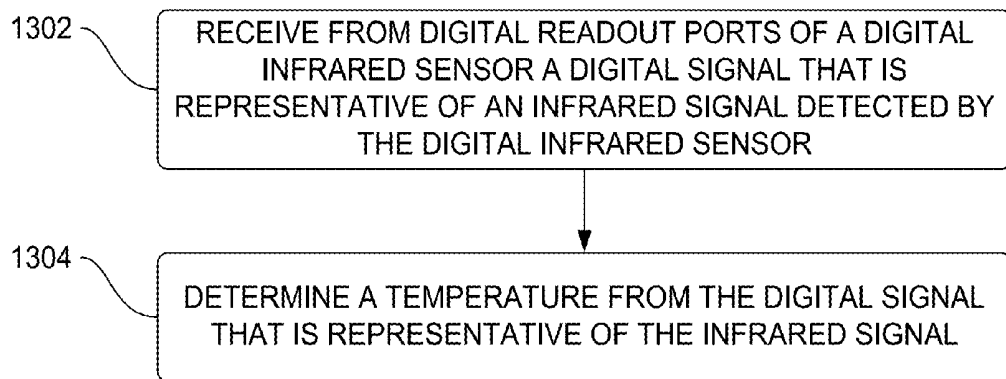 1302
RECEIVE FROM DIGITAL READOUT PORTS OF A DIGITAL
INFRARED SENSOR A DIGITAL SIGNAL THAT IS
REPRESENTATIVE OF AN INFRARED SIGNAL DETECTED BY
THE DIGITAL INFRARED SENSOR
1304
DETERMINE A TEMPERATURE FROM THE DIGITAL SIGNAL
THAT IS REPRESENTATIVE OF THE INFRARED SIGNAL